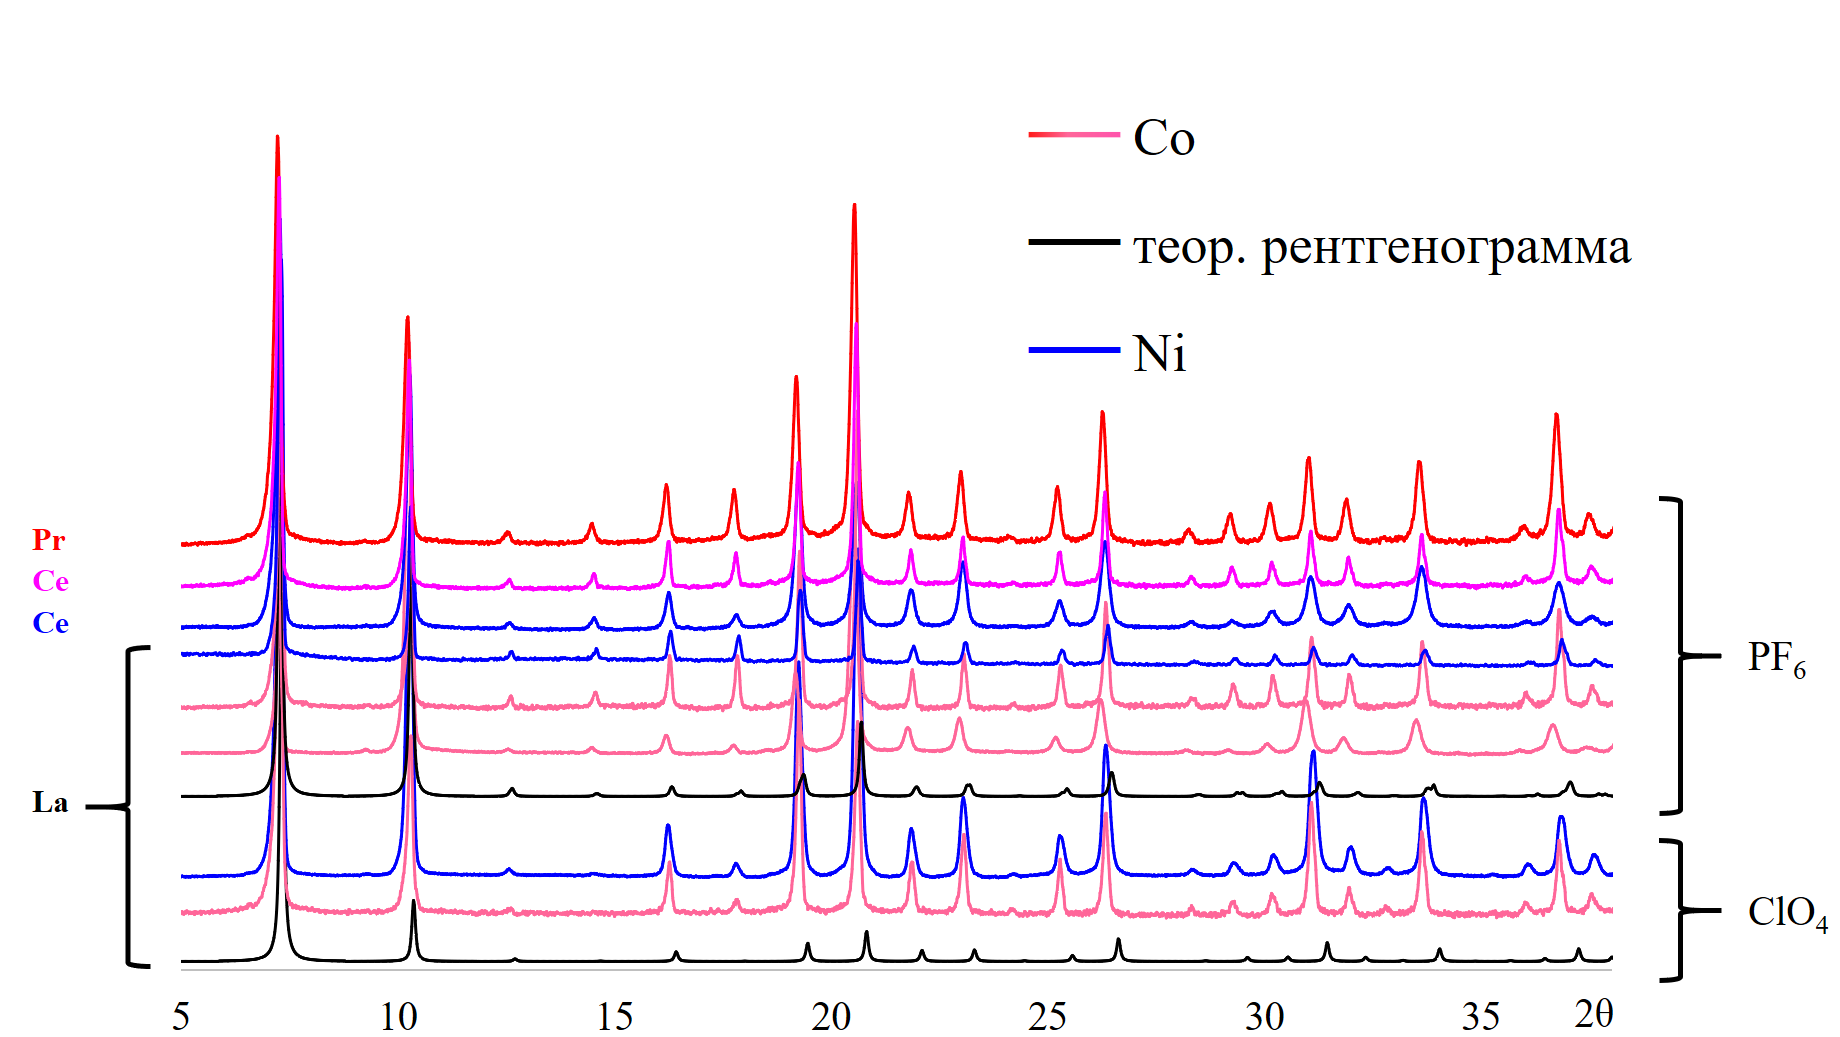 Co
теор. рентгенограмма
Ni
Pr
Ce
Ce
La
PF₆
ClO₄
5 10 15 20 25 30 35 2θ